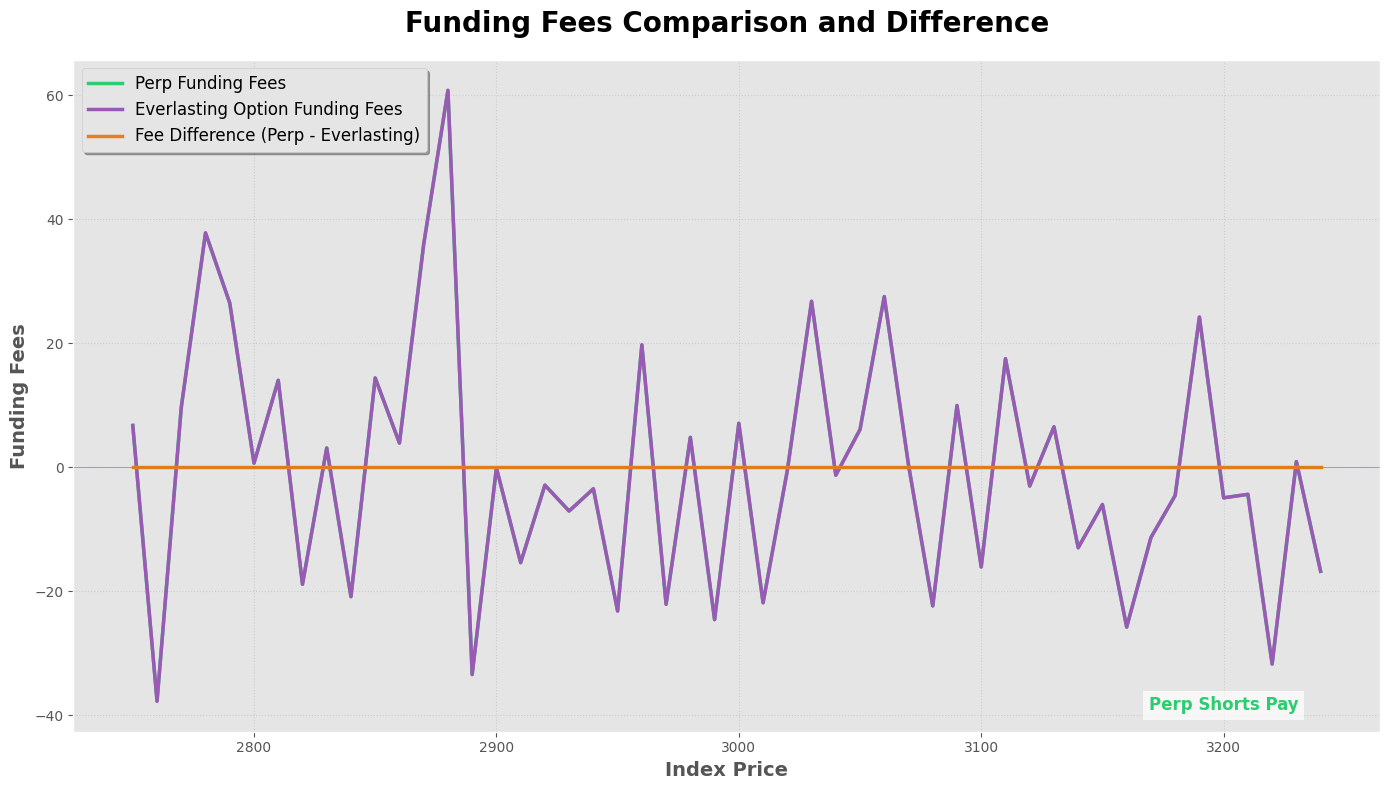 Funding Fees Comparison and Difference
Perp Funding Fees
Everlasting Option Funding Fees
Fee Difference (Perp - Everlasting)
Funding Fees
60
40
20
0
−20
−40
Perp Shorts Pay
2800
2900
3000
3100
3200
Index Price